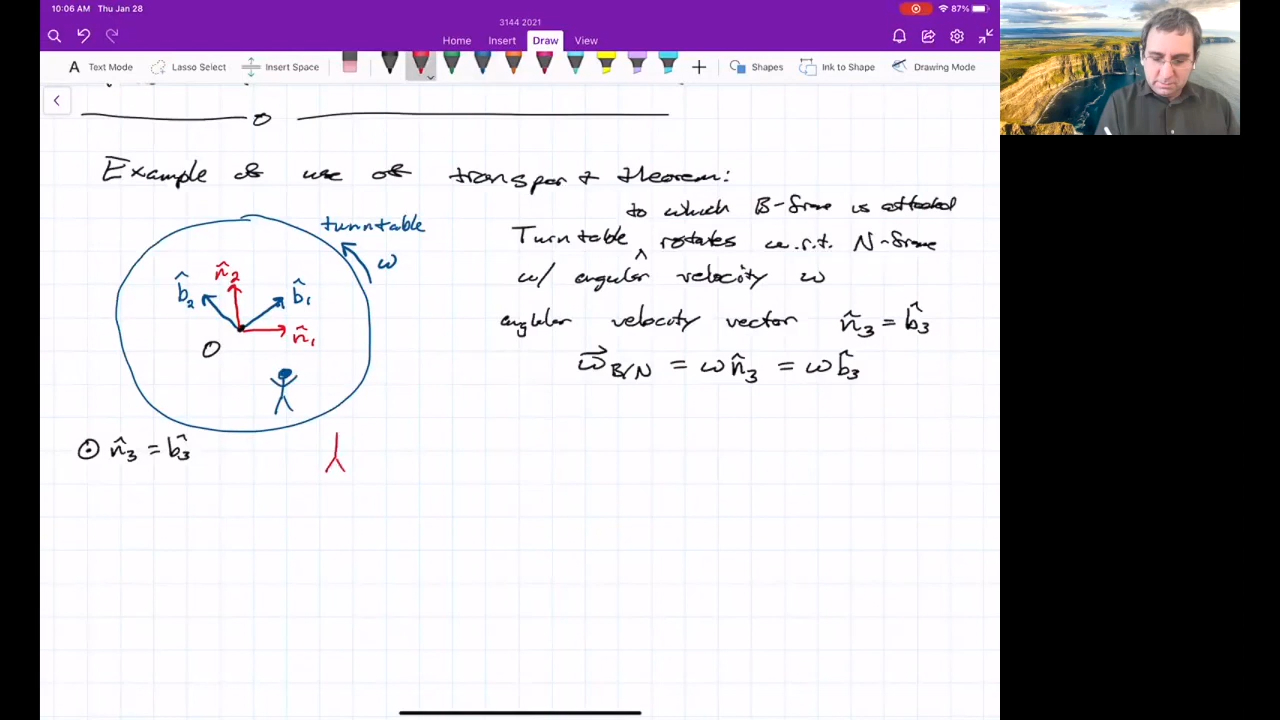 10:06 AM Thu Jan 28
87%
3144 2021
Home Insert Draw View
Text Mode Lasso Select Insert Space Shapes Ink to Shape Drawing Mode
Example of use of transport theorem:
to which B-frame is attached
Turntable ^ rotates w.r.t. N-frame
w/ angular velocity ω
angular velocity vector n̂₃ = b̂₃
ω⃗ B/N = ω n̂₃ = ω b̂₃
turntable
ω
n̂₂
b̂₂
b̂₁
n̂₁
O
⊙ n̂₃ = b̂₃